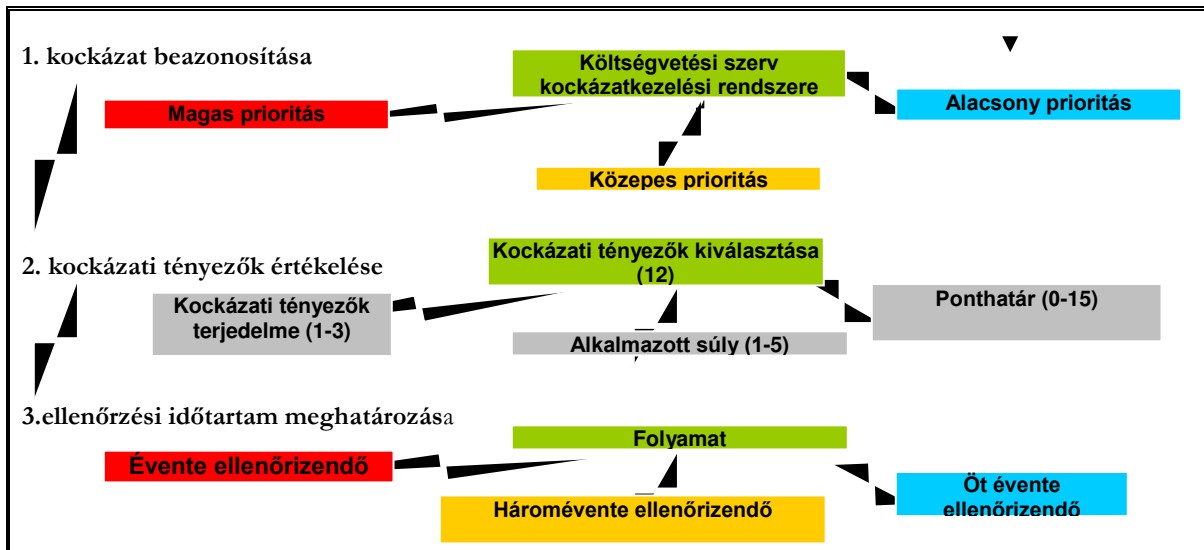 1. kockázat beazonosítása
Költségvetési szerv
kockázatkezelési rendszere
Magas prioritás
Alacsony prioritás
Közepes prioritás
2. kockázati tényezők értékelése
Kockázati tényezők kiválasztása
(12)
Kockázati tényezők
terjedelme (1-3)
Ponthatár (0-15)
Alkalmazott súly (1-5)
3.ellenőrzési időtartam meghatározása
Folyamat
Évente ellenőrizendő
Háromévente ellenőrizendő
Öt évente
ellenőrizendő